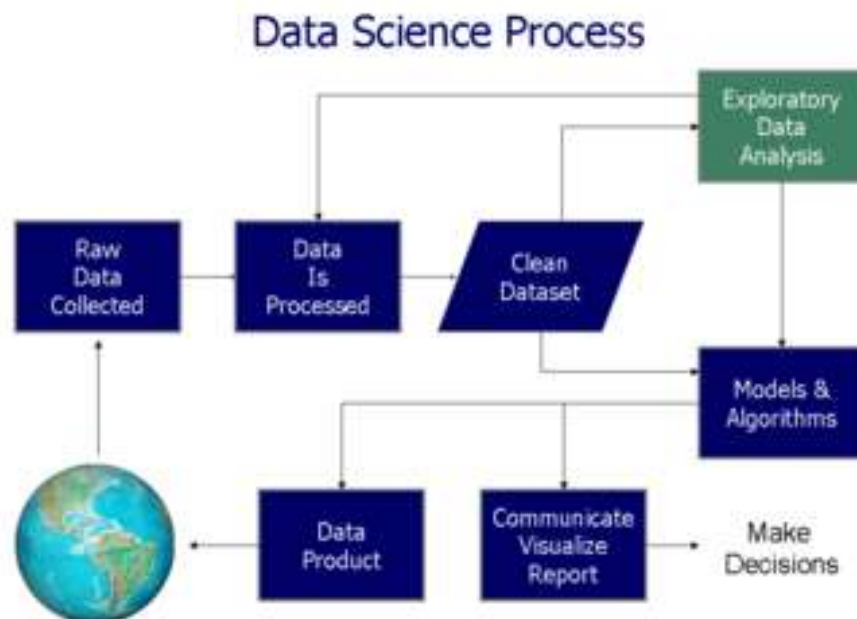 Data Science Process
Exploratory
Data
Analysis
Raw
Data
Collected
Data
Is
Processed
Clean
Dataset
Models &
Algorithms
Data
Product
Communicate
Visualize
Report
Make
Decisions